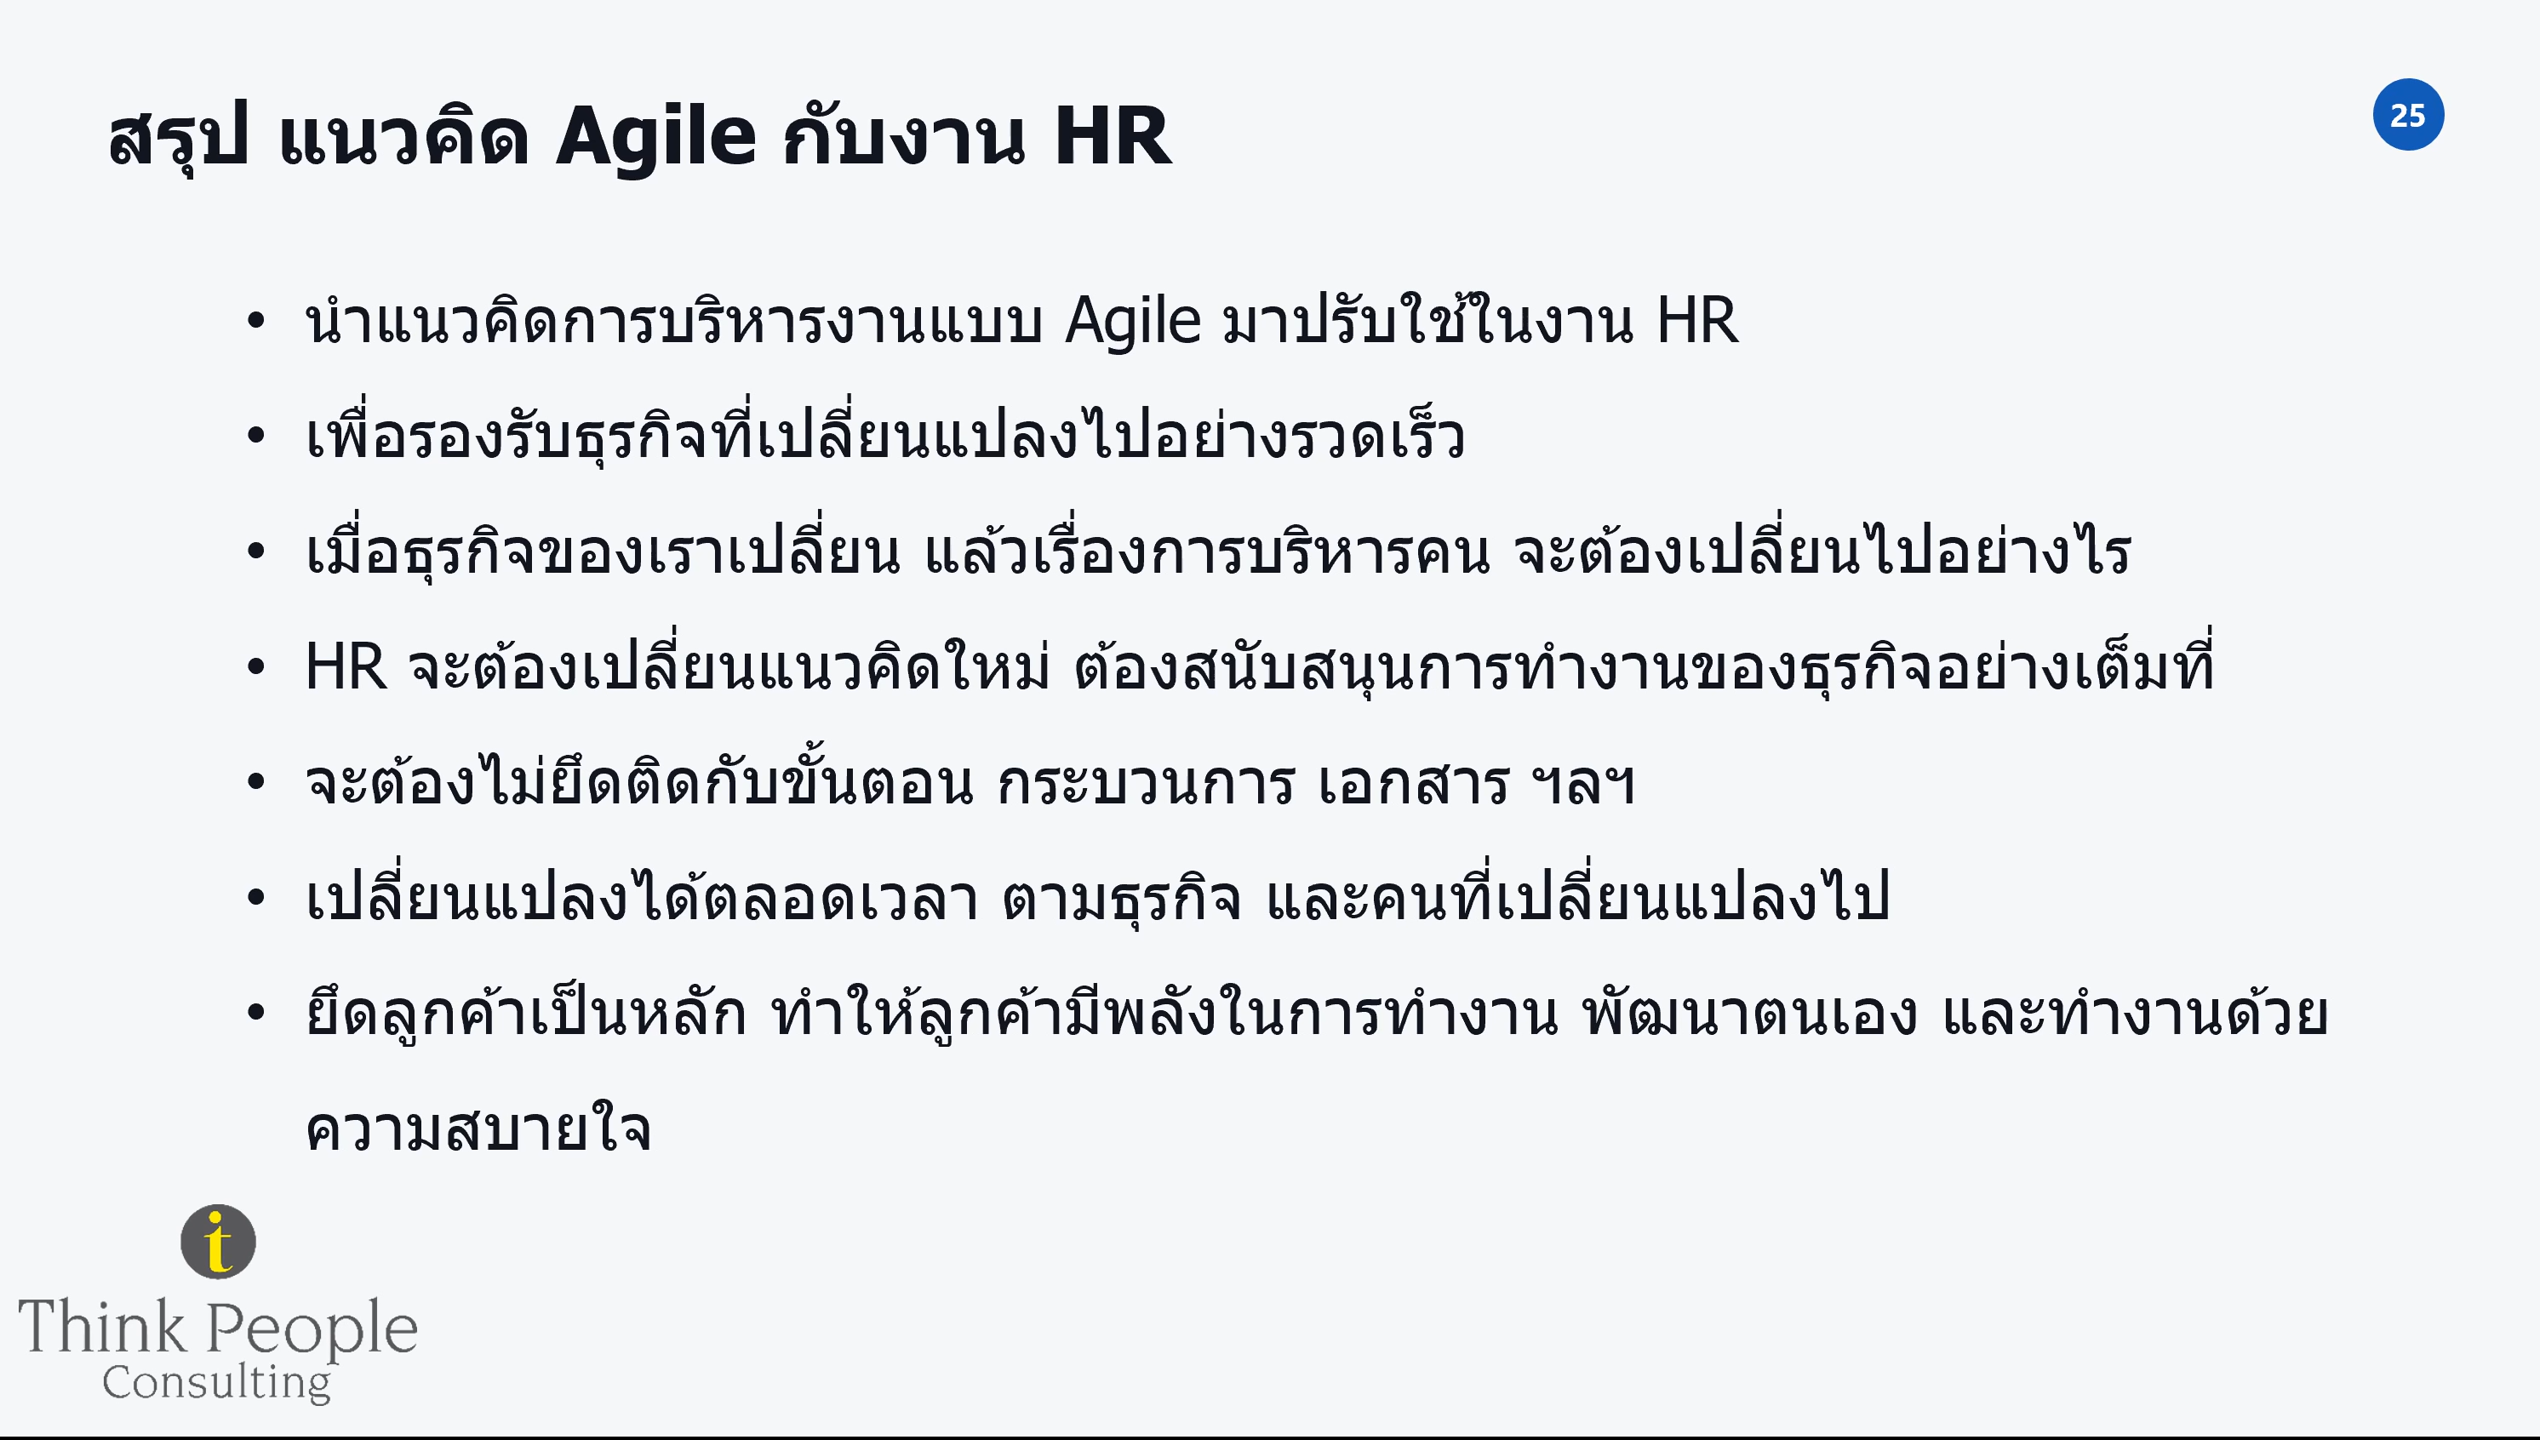 สรุป แนวคิด Agile กับงาน HR
25
• นำแนวคิดการบริหารงานแบบ Agile มาปรับใช้ในงาน HR
• เพื่อรองรับธุรกิจที่เปลี่ยนแปลงไปอย่างรวดเร็ว
• เมื่อธุรกิจของเราเปลี่ยน แล้วเรื่องการบริหารคน จะต้องเปลี่ยนไปอย่างไร
• HR จะต้องเปลี่ยนแนวคิดใหม่ ต้องสนับสนุนการทำงานของธุรกิจอย่างเต็มที่
• จะต้องไม่ยึดติดกับขั้นตอน กระบวนการ เอกสาร ฯลฯ
• เปลี่ยนแปลงได้ตลอดเวลา ตามธุรกิจ และคนที่เปลี่ยนแปลงไป
• ยึดลูกค้าเป็นหลัก ทำให้ลูกค้ามีพลังในการทำงาน พัฒนาตนเอง และทำงานด้วย
ความสบายใจ
t
Think People
Consulting